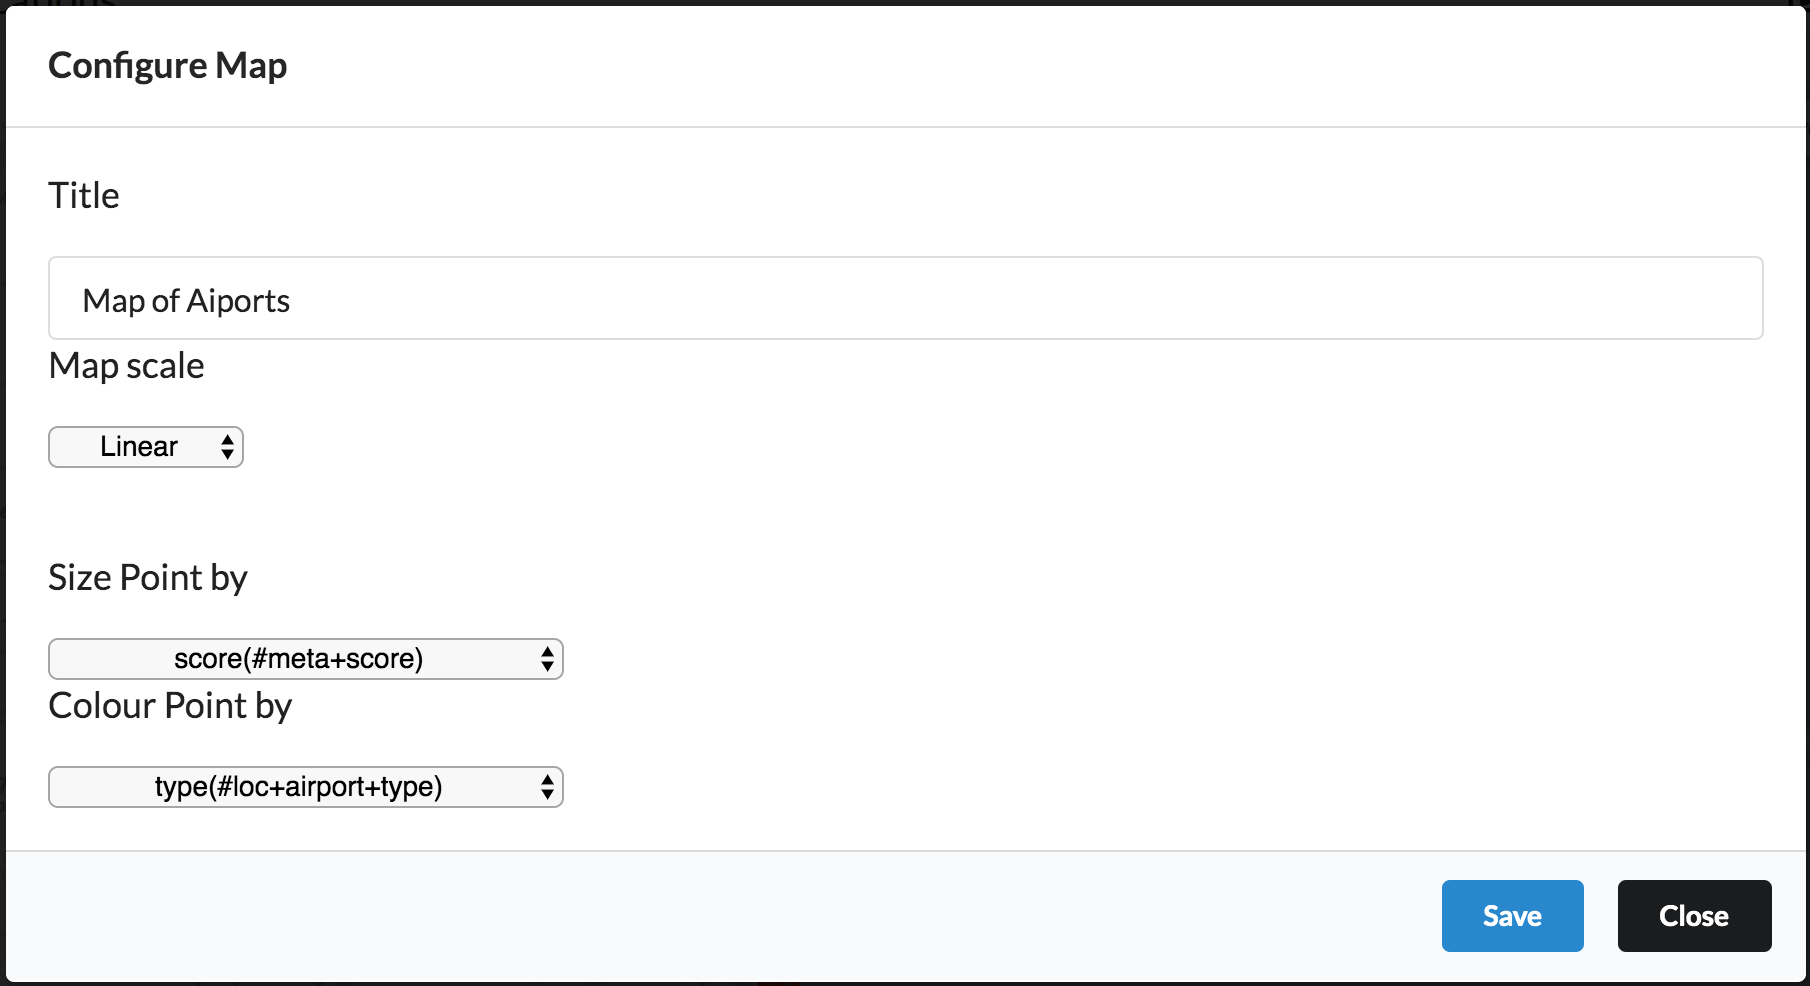 Configure Map
Title
Map of Aiports
Map scale
Linear
Size Point by
score(#meta+score)
Colour Point by
type(#loc+airport+type)
Save Close